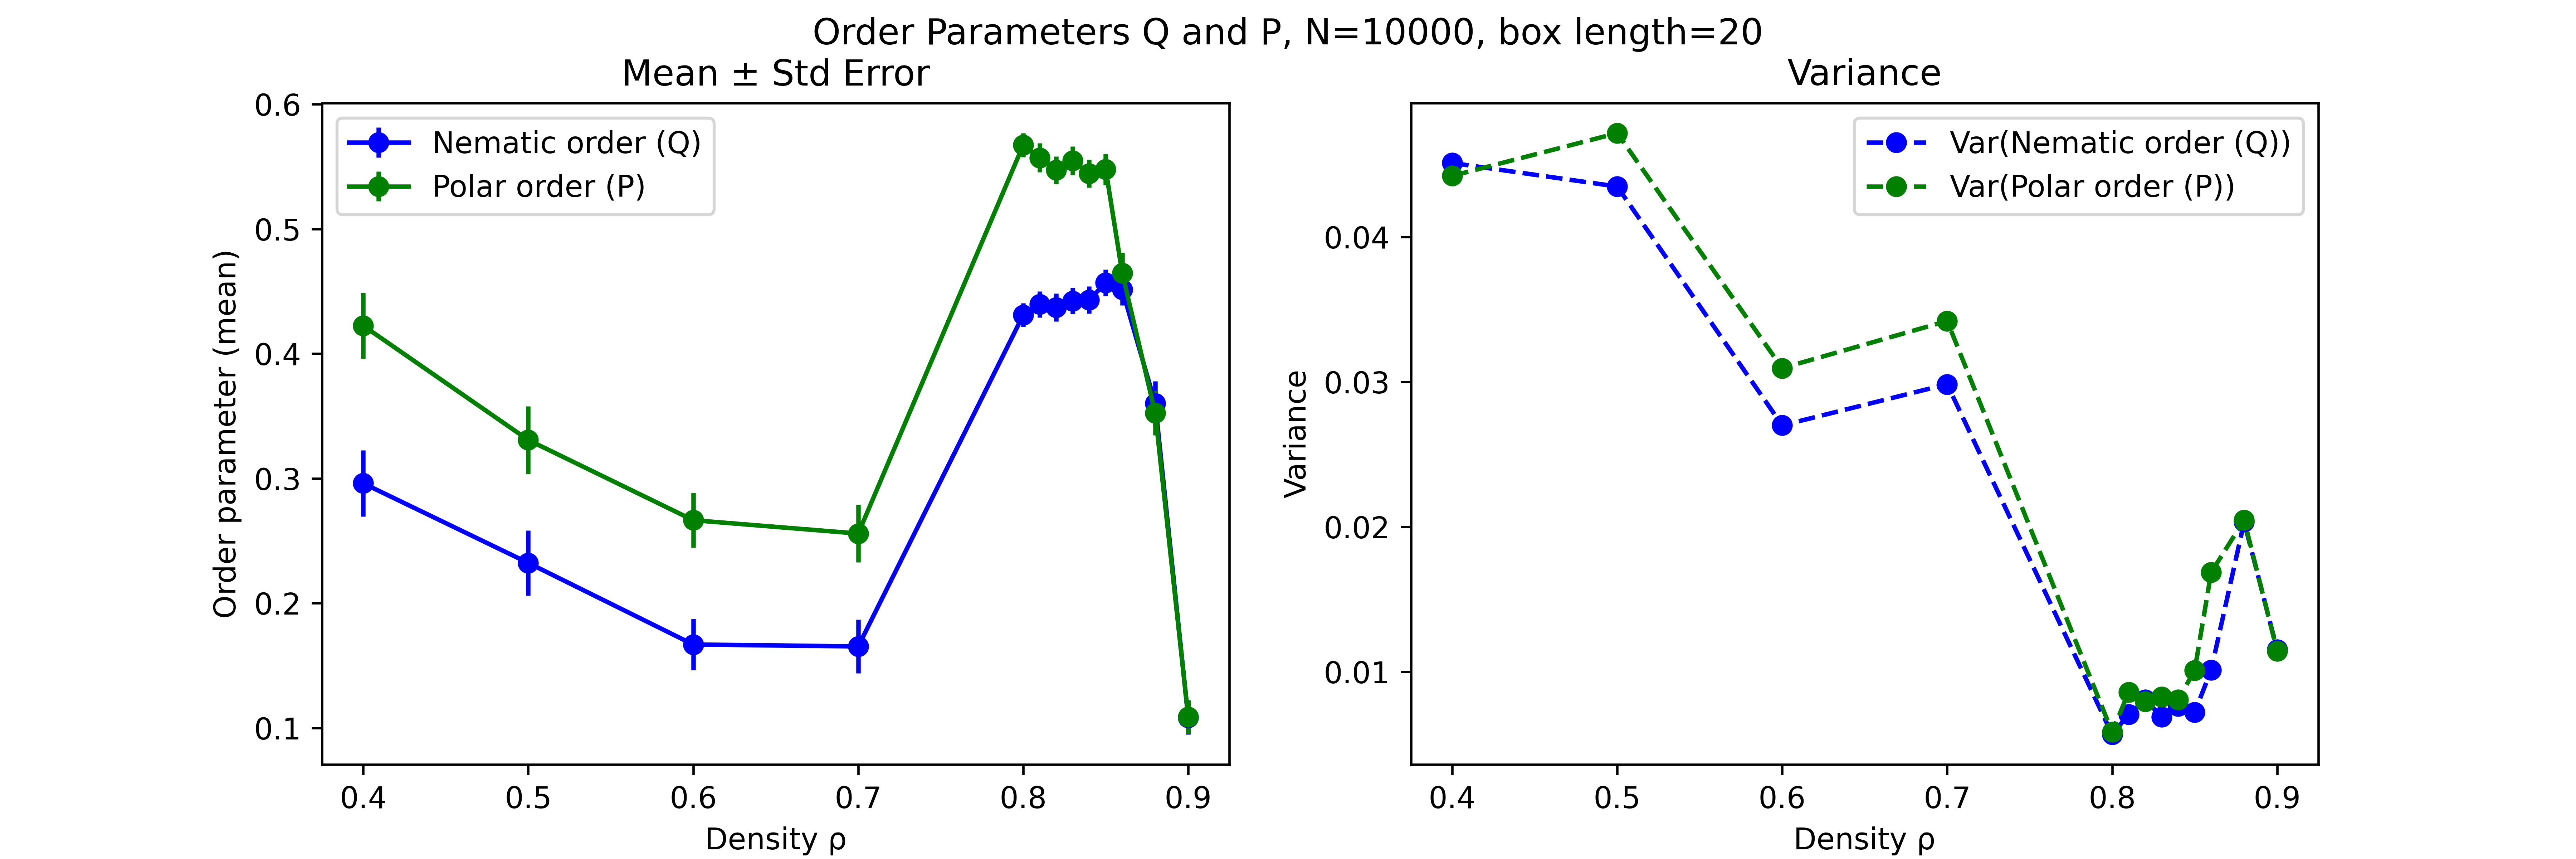 Order Parameters Q and P, N=10000, box length=20
Mean ± Std Error
Nematic order (Q)
Polar order (P)
Order parameter (mean)
0.6
0.5
0.4
0.3
0.2
0.1
0.4 0.5 0.6 0.7 0.8 0.9
Density ρ
Variance
Var(Nematic order (Q))
Var(Polar order (P))
Variance
0.04
0.03
0.02
0.01
0.4 0.5 0.6 0.7 0.8 0.9
Density ρ